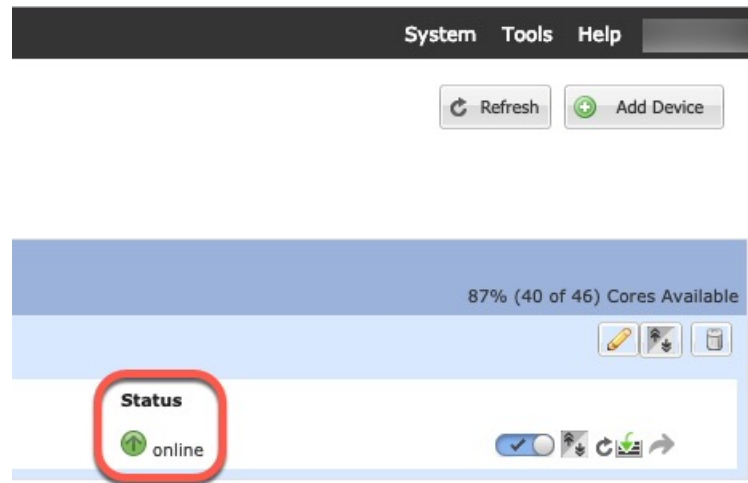 System Tools Help
Refresh Add Device
87% (40 of 46) Cores Available
Status
online